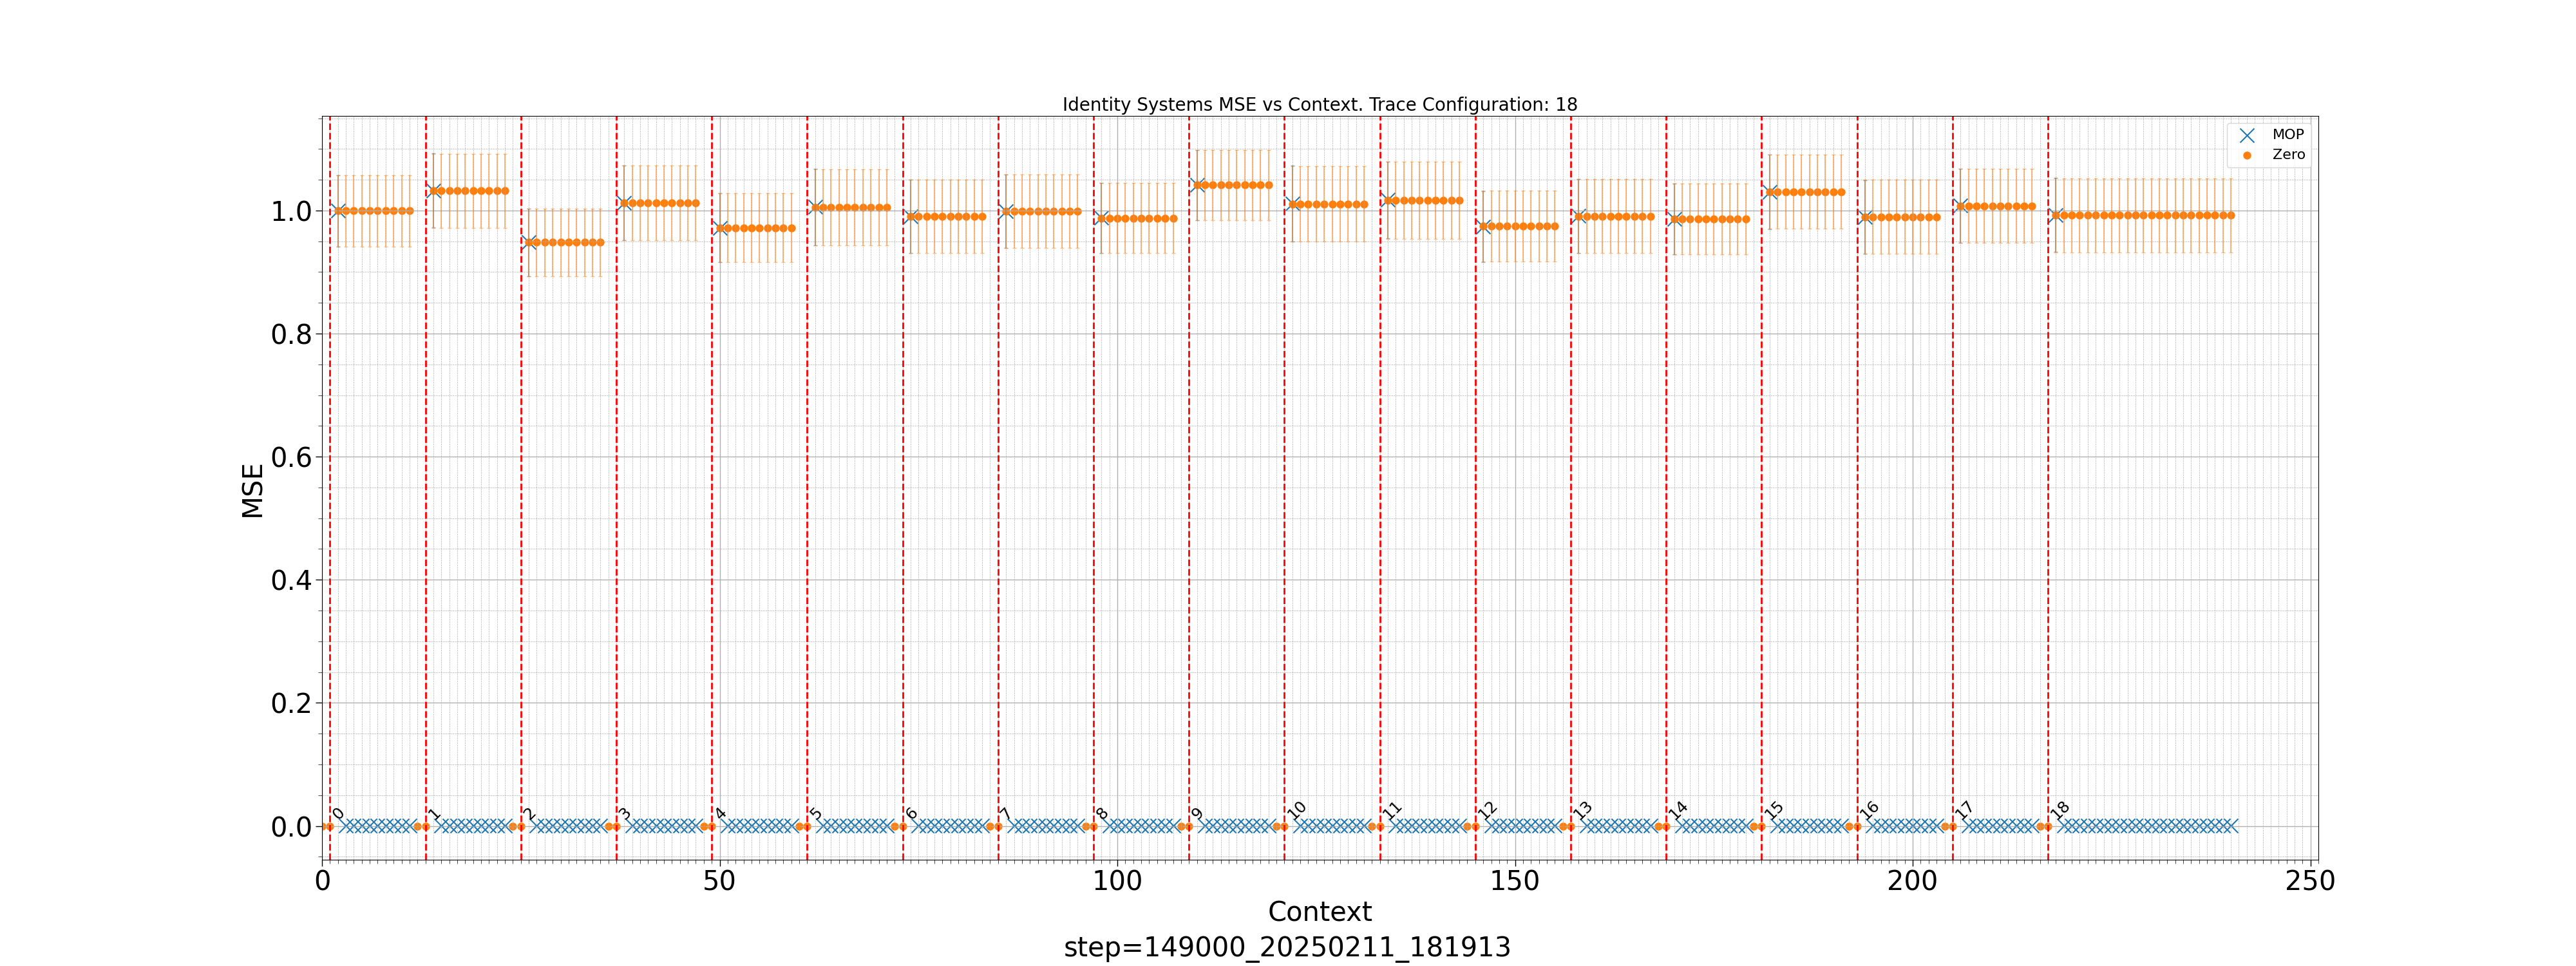 Identity Systems MSE vs Context. Trace Configuration: 18
MOP
Zero
MSE
1.0
0.8
0.6
0.4
0.2
0.0
0 1 2 3 4 5 6 7 8 9 10 11 12 13 14 15 16 17 18
0 50 100 150 200 250
Context
step=149000_20250211_181913